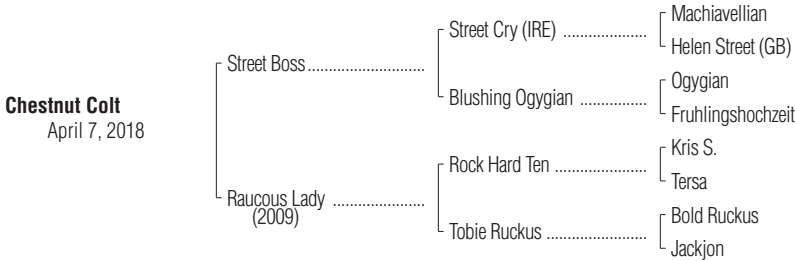 Chestnut Colt
April 7, 2018
Street Boss..........................
Raucous Lady ....................
(2009)
Street Cry (IRE) ..................
Blushing Ogygian ..............
Rock Hard Ten ....................
Tobie Ruckus ......................
Machiavellian
Helen Street (GB)
Ogygian
Fruhlingshochzeit
Kris S.
Tersa
Bold Ruckus
Jackjon